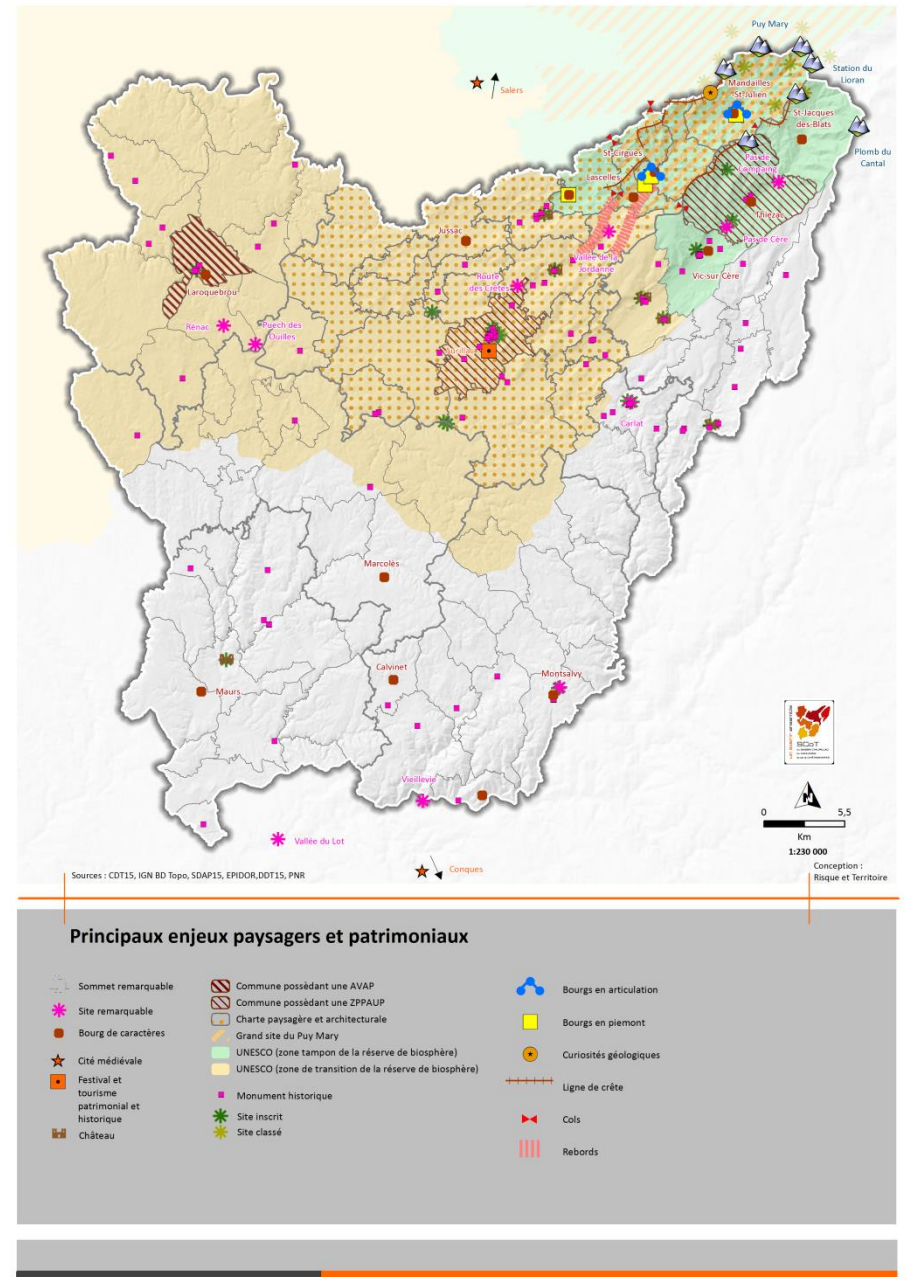 Puy Mary
Station du
Lioran
Salers
Mandailles
St-Julien
St-Jacques
des-Blats
St-Cirgues
Plomb du
Cantal
Pas de
Compaing
Lascelles
Thiézac
Jussac
Vallée de la
Jordanne
Pas de Cère
Route
des Crêtes
Vic-sur Cère
Laroquebrou
Rénac
Puech des
Ouilles
Carlat
Marcolès
Calvinet
Montsalvy
Maurs
SCoT
Vieillevie
N
0 5,5
Km
1:230 000
Vallée du Lot
Conques
Sources : CDT15, IGN BD Topo, SDAP15, EPIDOR,DDT15, PNR
Conception :
Risque et Territoire
Principaux enjeux paysagers et patrimoniaux
Sommet remarquable
Site remarquable
Bourg de caractères
Cité médiévale
Festival et
tourisme
patrimonial et
historique
Château
Commune possèdant une AVAP
Commune possèdant une ZPPAUP
Charte paysagère et architecturale
Grand site du Puy Mary
UNESCO (zone tampon de la réserve de biosphère)
UNESCO (zone de transition de la réserve de biosphère)
Monument historique
Site inscrit
Site classé
Bourgs en articulation
Bourgs en piemont
Curiosités géologiques
Ligne de crête
Cols
Rebords